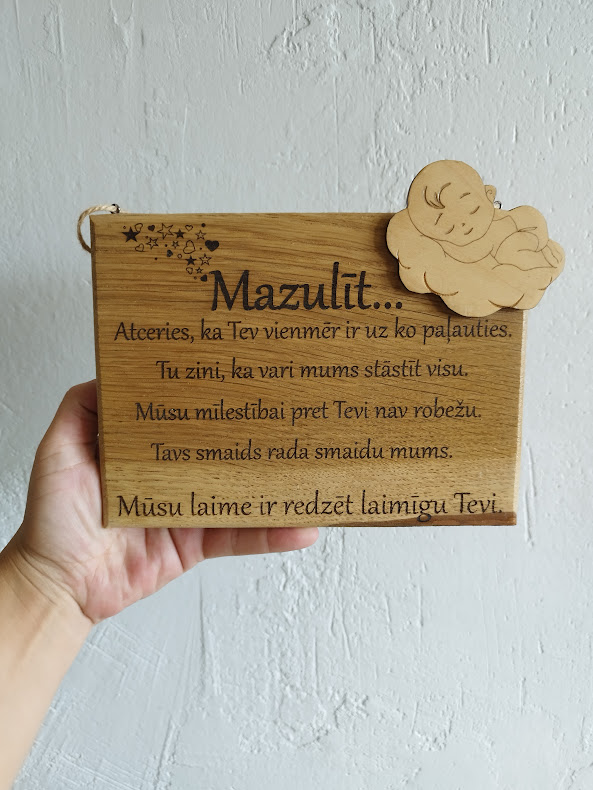 Mazulīt...
Atceries, ka Tev vienmēr ir uz ko paļauties.
Tu zini, ka vari mums stāstīt visu.
Mūsu mīlestībai pret Tevi nav robežu.
Tavs smaids rada smaidu mums.
Mūsu laime ir redzēt laimīgu Tevi.